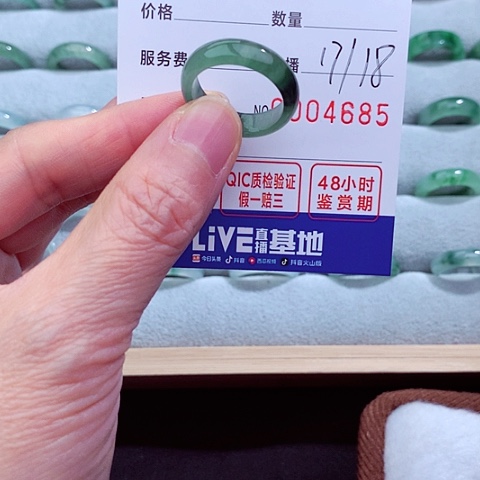 价格 数量
服务费 播 17/18
NO 0004685
QIC质检验证 48小时
假一赔三 鉴赏期
LiVE直播基地
今日头条 抖音 西瓜视频 抖音火山版